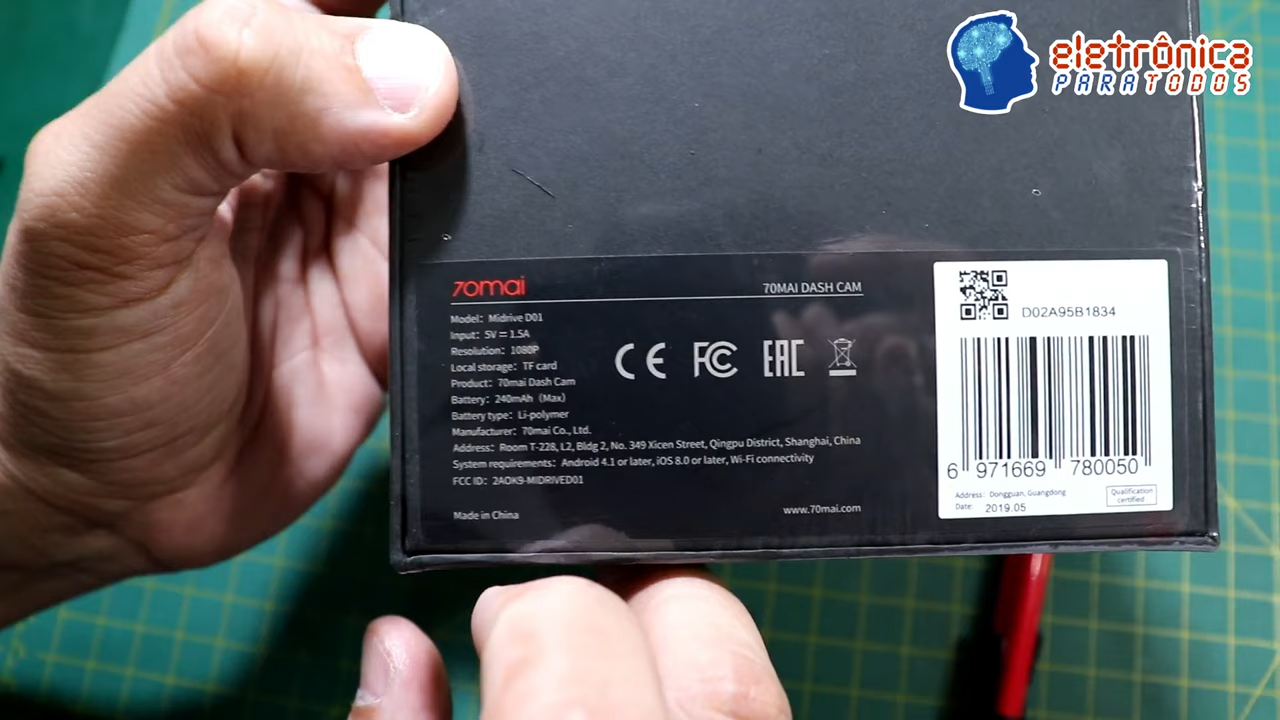 eletrônica
PARATODOS
70mai
70MAI DASH CAM
Model: Midrive D01
Input: 5V⎓1.5A
Resolution: 1080P
Local storage: TF card
Product: 70mai Dash Cam
Battery: 240mAh (Max)
Battery type: Li-polymer
Manufacturer: 70mai Co., Ltd.
Address: Room T-228, L2, Bldg 2, No. 349 Xicen Street, Qingpu District, Shanghai, China
System requirements: Android 4.1 or later, iOS 8.0 or later, Wi-Fi connectivity
FCC ID: 2AOK9-MIDRIVED01
Made in China
www.70mai.com
CE FC EAC
D02A95B1834
6 971669 780050
Address: Dongguan, Guangdong
Date: 2019.05
Qualification
certified